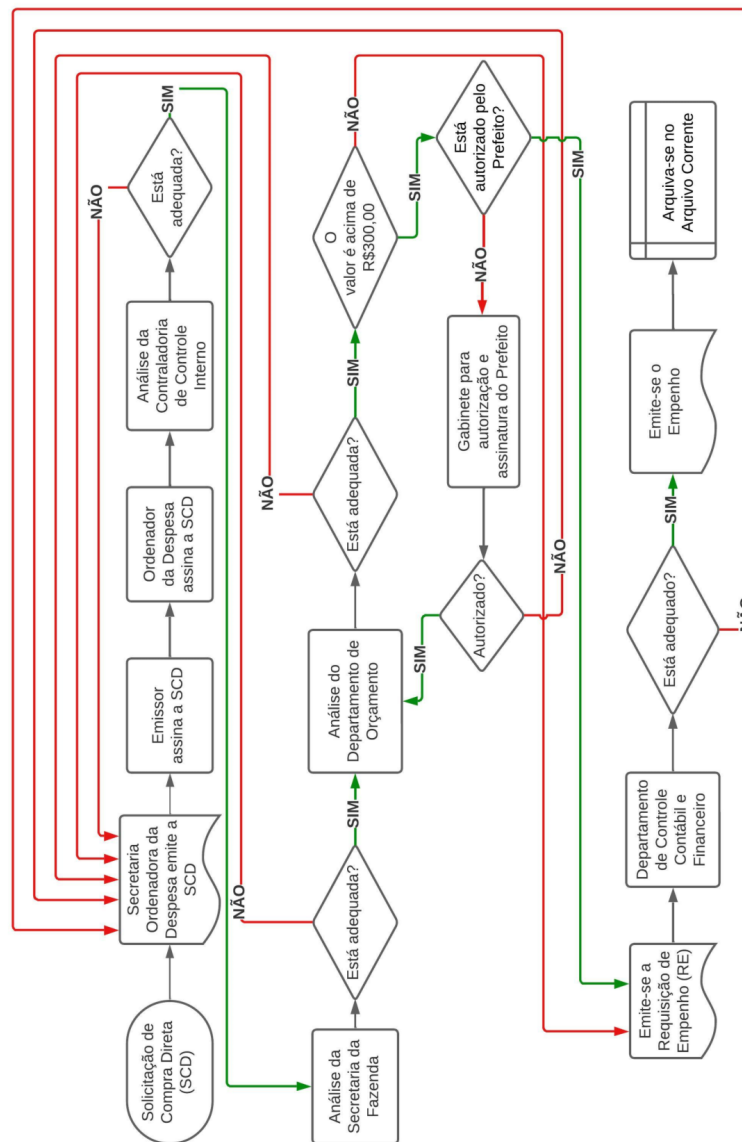 Solicitação de
Compra Direta
(SCD)
Secretaria
Ordenadora da
Despesa emite a
SCD
Emissor
assina a SCD
Ordenador
da Despesa
assina a SCD
Análise da
Contraladoria
de Controle
Interno
Está
adequada?
NÃO
SIM
Análise da
Secretaria da
Fazenda
Está adequada?
NÃO
SIM
Análise do
Departamento de
Orçamento
Está adequada?
NÃO
SIM
O
valor é acima de
R$300,00
NÃO
SIM
Está
autorizado pelo
Prefeito?
NÃO
SIM
Gabinete para
autorização e
assinatura do Prefeito
Autorizado?
SIM
NÃO
Emite-se a
Requisição de
Empenho (RE)
Departamento
de Controle
Contábil e
Financeiro
Está adequado?
NÃO
SIM
Emite-se o
Empenho
Arquiva-se no
Arquivo Corrente